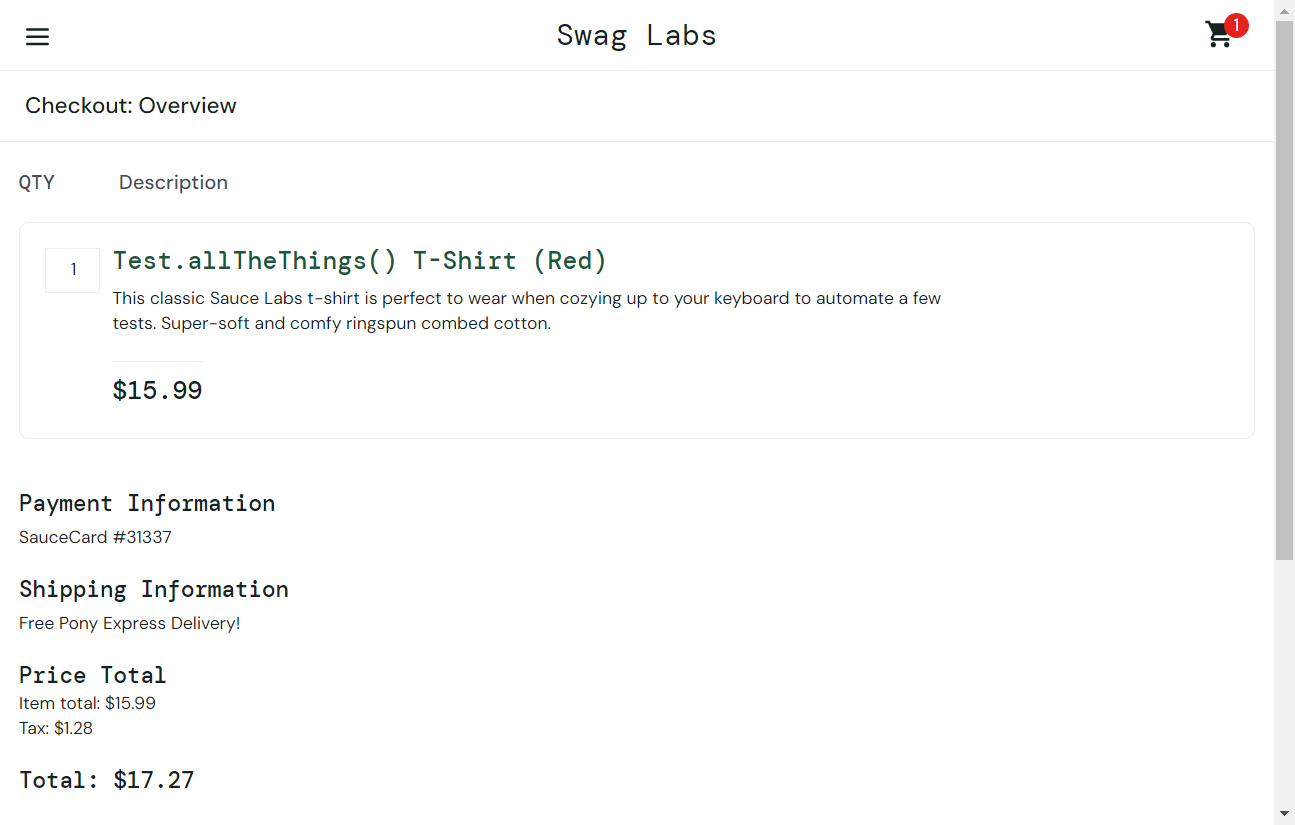 Swag Labs
1
Checkout: Overview
QTY Description
1
Test.allTheThings() T-Shirt (Red)
This classic Sauce Labs t-shirt is perfect to wear when cozying up to your keyboard to automate a few
tests. Super-soft and comfy ringspun combed cotton.
$15.99
Payment Information
SauceCard #31337
Shipping Information
Free Pony Express Delivery!
Price Total
Item total: $15.99
Tax: $1.28
Total: $17.27